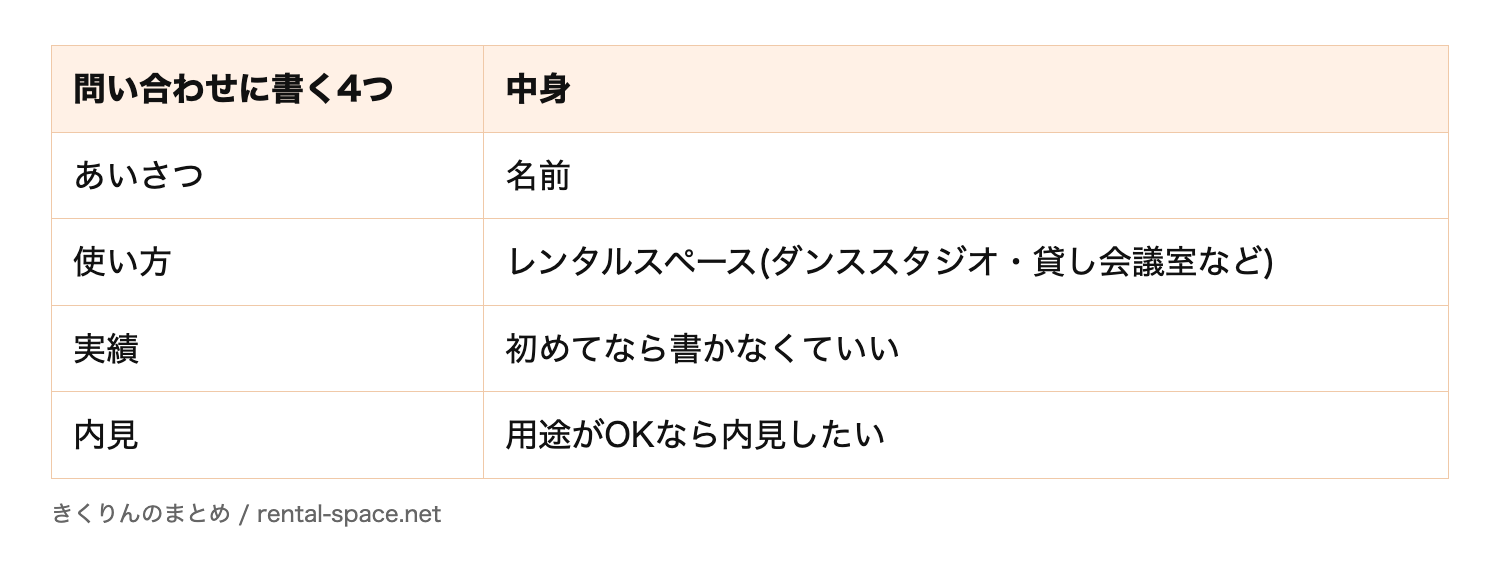 問い合わせに書く4つ 中身
あいさつ 名前
使い方 レンタルスペース(ダンススタジオ・貸し会議室など)
実績 初めてなら書かなくていい
内見 用途がOKなら内見したい
きくりんのまとめ / rental-space.net